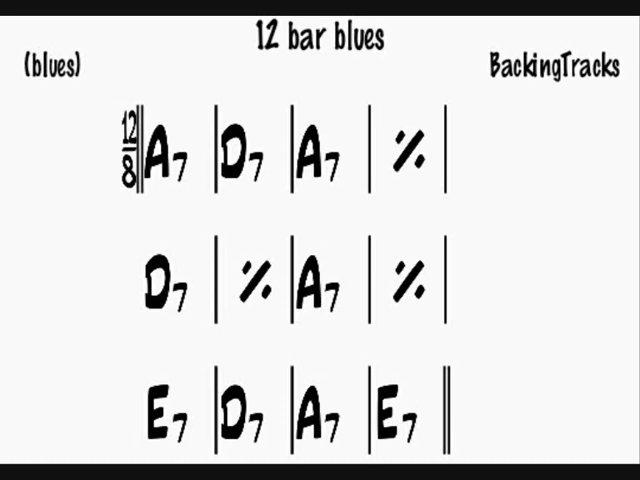 12 bar blues
(blues) BackingTracks
12/8 A7 | D7 | A7 | % |
D7 | % | A7 | % |
E7 | D7 | A7 | E7 ||